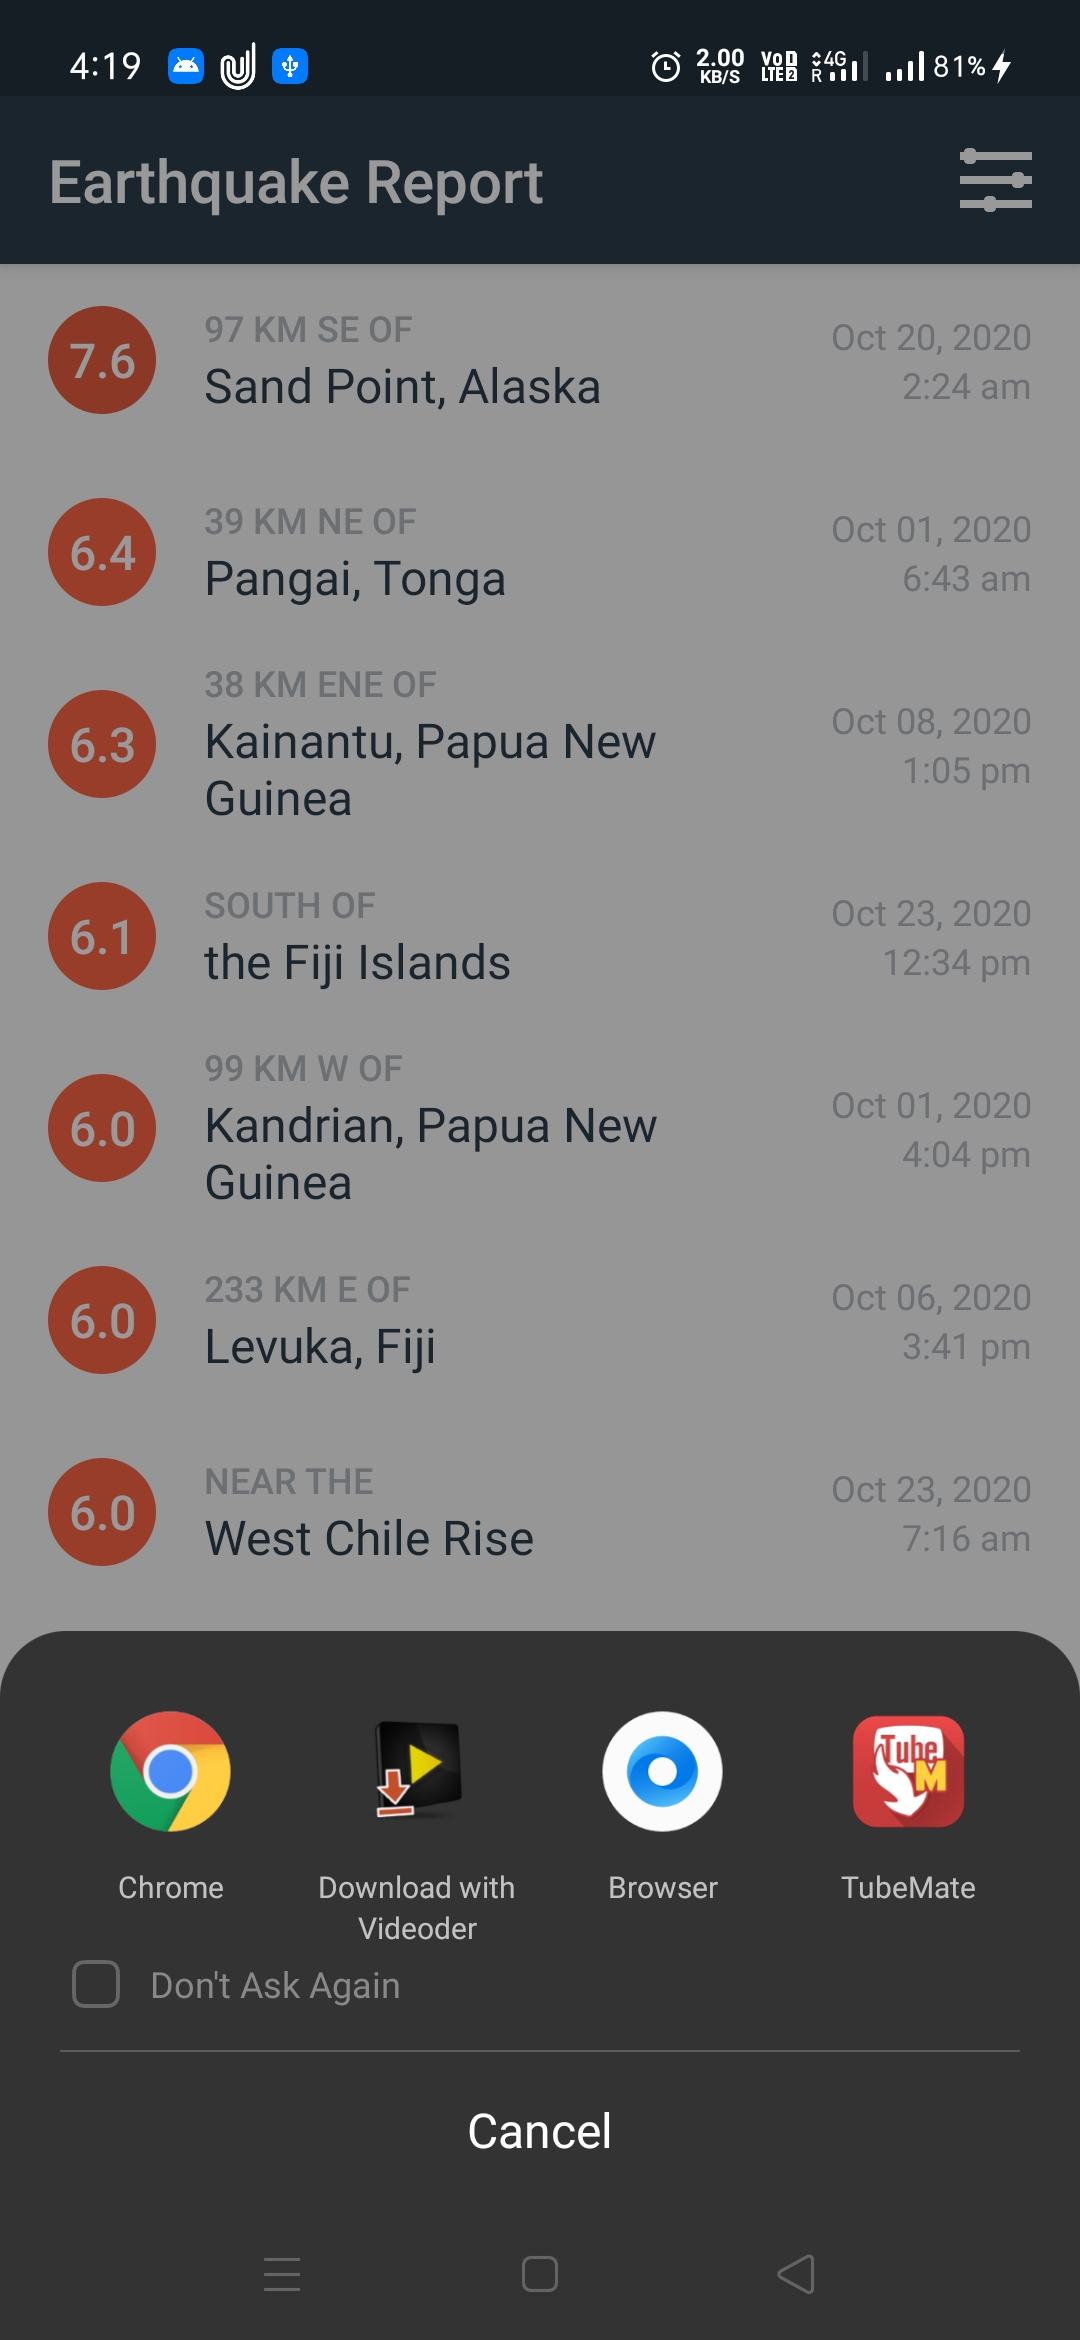 4:19
2.00
KB/S
VoD
LTE 2
4G
R
81%
Earthquake Report
7.6
97 KM SE OF
Sand Point, Alaska
Oct 20, 2020
2:24 am
6.4
39 KM NE OF
Pangai, Tonga
Oct 01, 2020
6:43 am
6.3
38 KM ENE OF
Kainantu, Papua New
Guinea
Oct 08, 2020
1:05 pm
6.1
SOUTH OF
the Fiji Islands
Oct 23, 2020
12:34 pm
6.0
99 KM W OF
Kandrian, Papua New
Guinea
Oct 01, 2020
4:04 pm
6.0
233 KM E OF
Levuka, Fiji
Oct 06, 2020
3:41 pm
6.0
NEAR THE
West Chile Rise
Oct 23, 2020
7:16 am
Tube
M
Chrome
Download with
Videoder
Browser
TubeMate
Don't Ask Again
Cancel